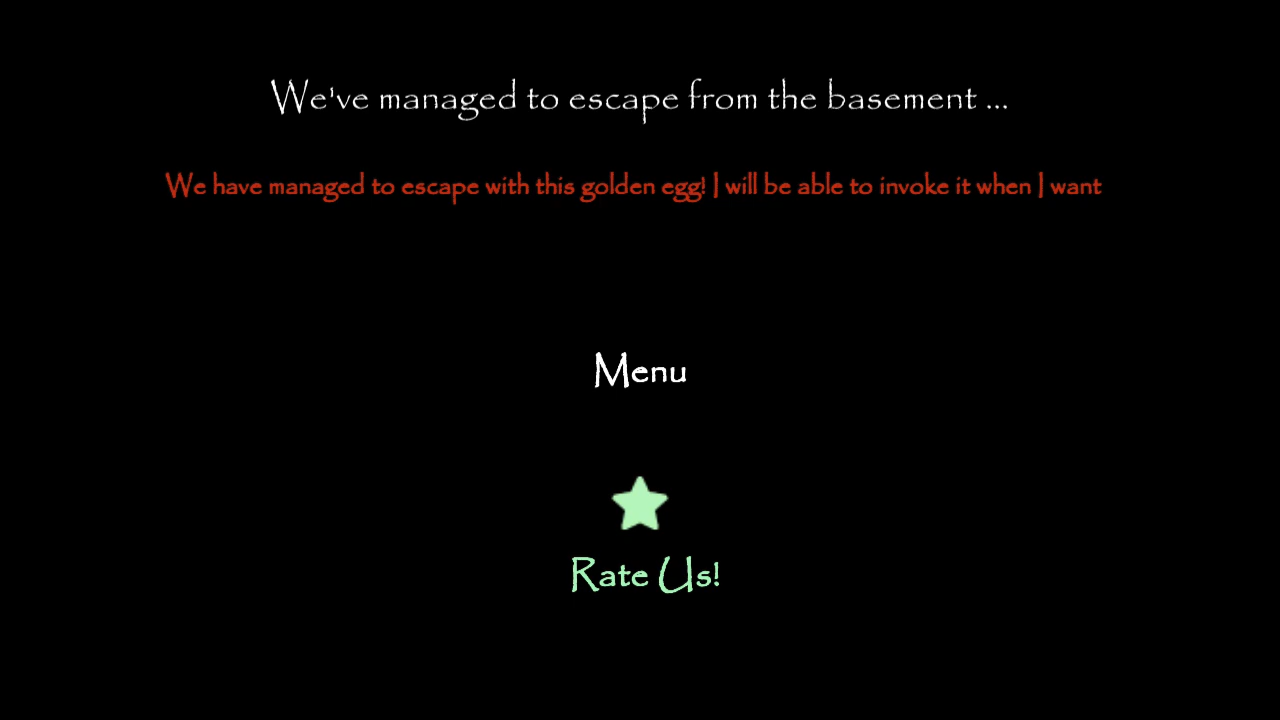 We've managed to escape from the basement ...
We have managed to escape with this golden egg! I will be able to invoke it when I want
Menu
Rate Us!